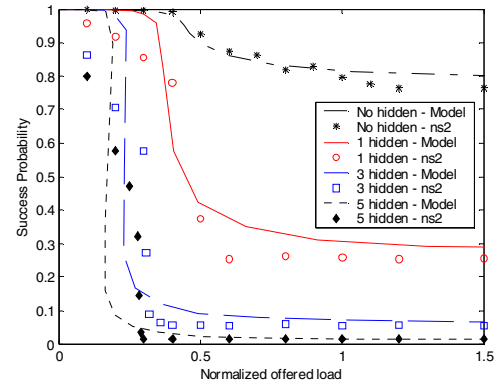 1
0.9
0.8
0.7
0.6
0.5
0.4
0.3
0.2
0.1
0
Success Probability
No hidden - Model
No hidden - ns2
1 hidden - Model
1 hidden - ns2
3 hidden - Model
3 hidden - ns2
5 hidden - Model
5 hidden - ns2
0 0.5 1 1.5
Normalized offered load